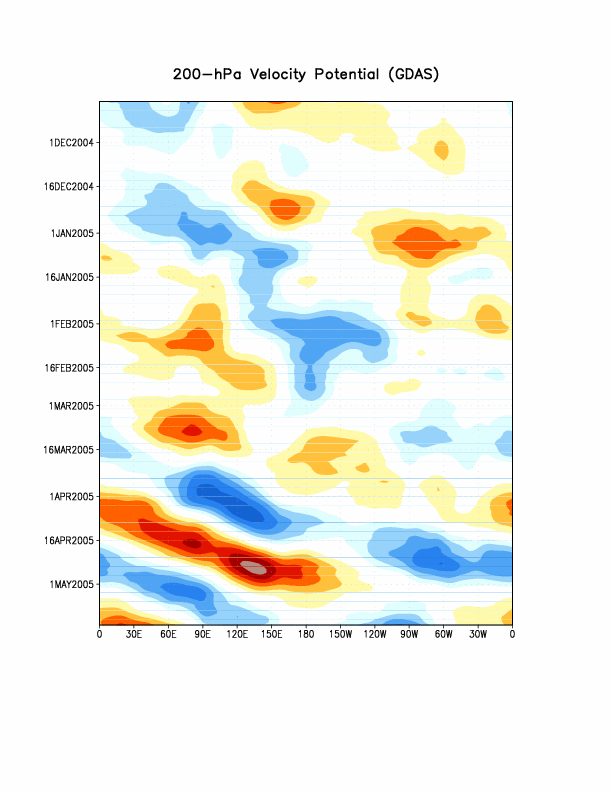 200-hPa Velocity Potential (GDAS)
1DEC2004
16DEC2004
1JAN2005
16JAN2005
1FEB2005
16FEB2005
1MAR2005
16MAR2005
1APR2005
16APR2005
1MAY2005
0 30E 60E 90E 120E 150E 180 150W 120W 90W 60W 30W 0